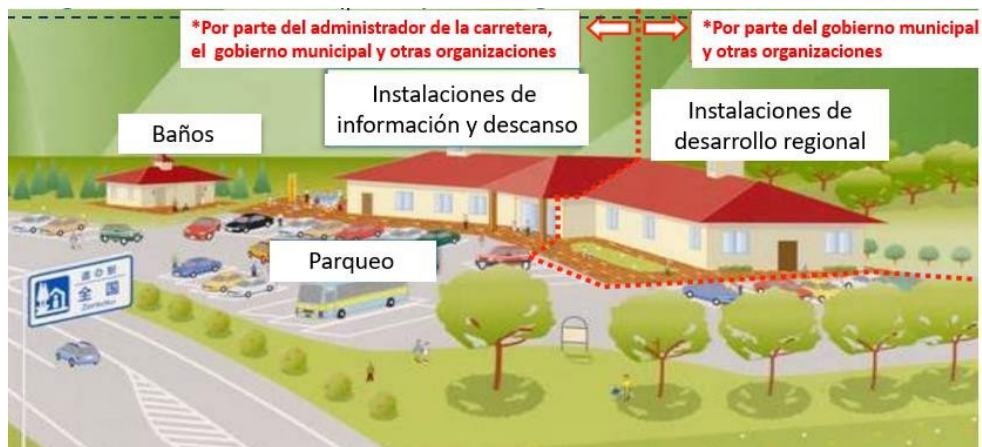 *Por parte del administrador de la carretera,
el gobierno municipal y otras organizaciones
*Por parte del gobierno municipal
y otras organizaciones
Instalaciones de
información y descanso
Instalaciones de
desarrollo regional
Baños
Parqueo
道の駅
全国